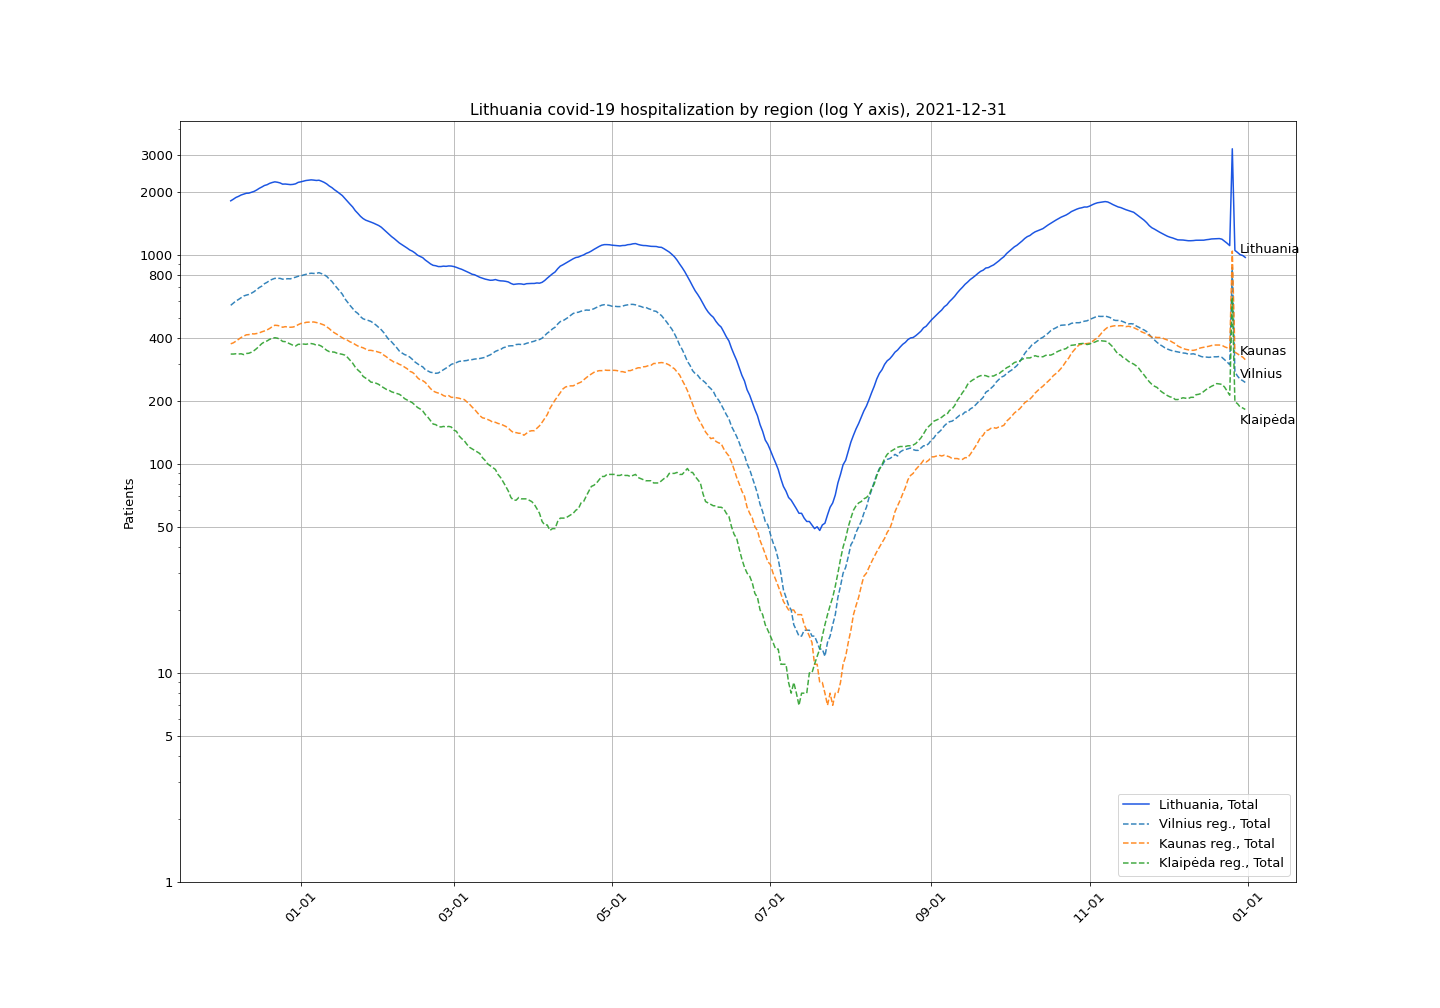 Lithuania covid-19 hospitalization by region (log Y axis), 2021-12-31
3000
2000
1000
800
400
200
100
50
10
5
1
Patients
Lithuania
Kaunas
Vilnius
Klaipėda
Lithuania, Total
Vilnius reg., Total
Kaunas reg., Total
Klaipėda reg., Total
01-01
03-01
05-01
07-01
09-01
11-01
01-01